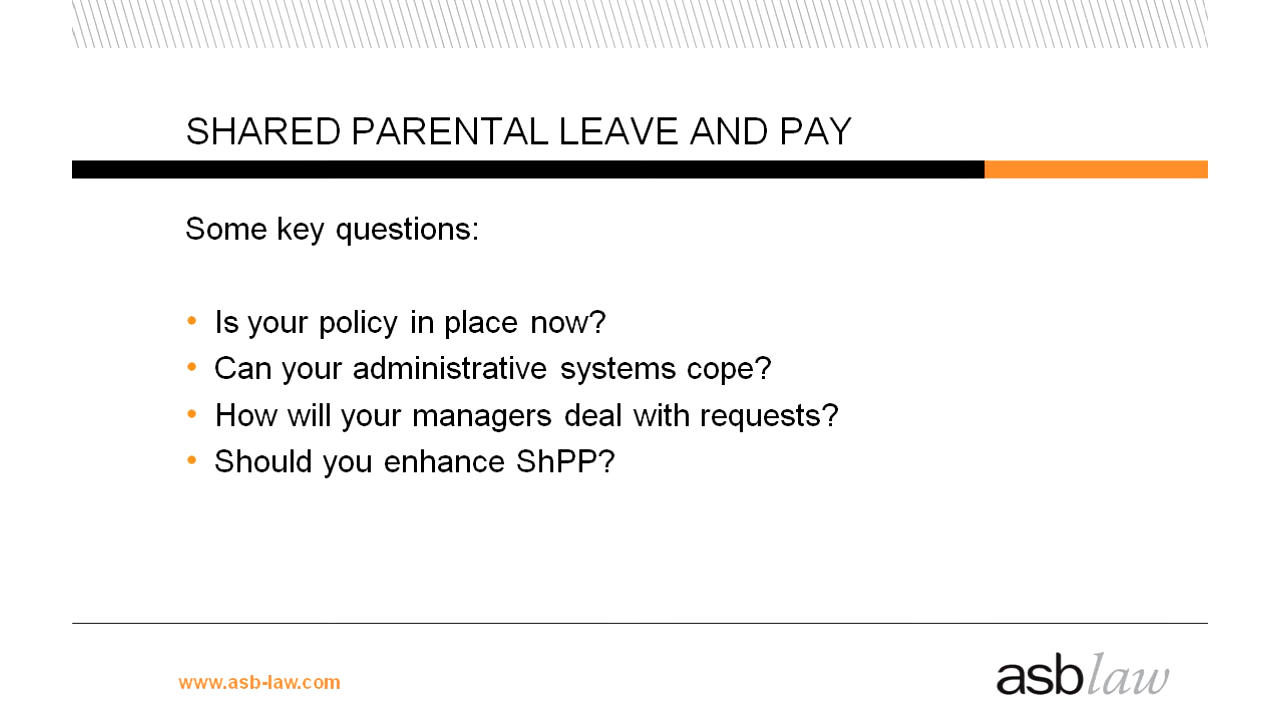 SHARED PARENTAL LEAVE AND PAY
Some key questions:
• Is your policy in place now?
• Can your administrative systems cope?
• How will your managers deal with requests?
• Should you enhance ShPP?
www.asb-law.com
asblaw